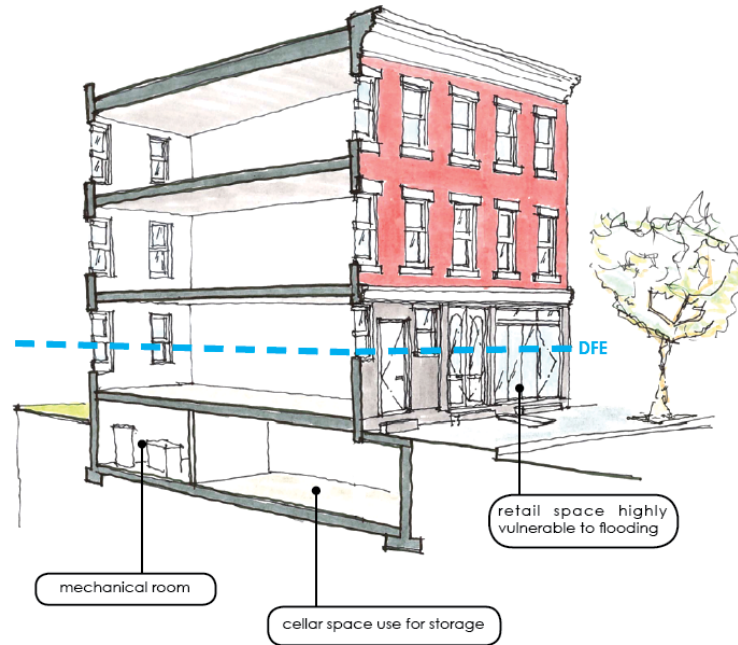 DFE
retail space highly
vulnerable to flooding
mechanical room
cellar space use for storage